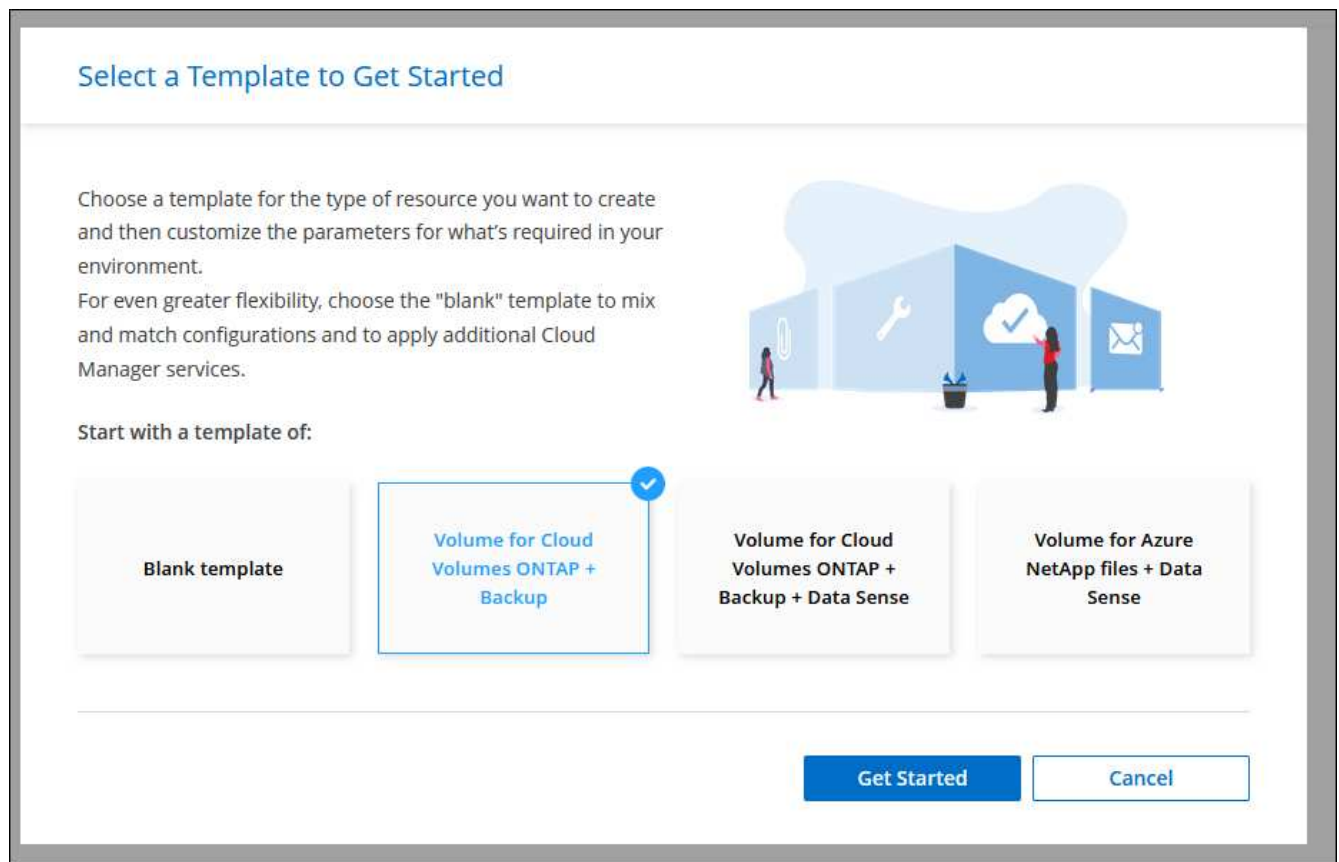 Select a Template to Get Started
Choose a template for the type of resource you want to create
and then customize the parameters for what's required in your
environment.
For even greater flexibility, choose the "blank" template to mix
and match configurations and to apply additional Cloud
Manager services.
Start with a template of:
Blank template
Volume for Cloud
Volumes ONTAP +
Backup
Volume for Cloud
Volumes ONTAP +
Backup + Data Sense
Volume for Azure
NetApp files + Data
Sense
Get Started
Cancel